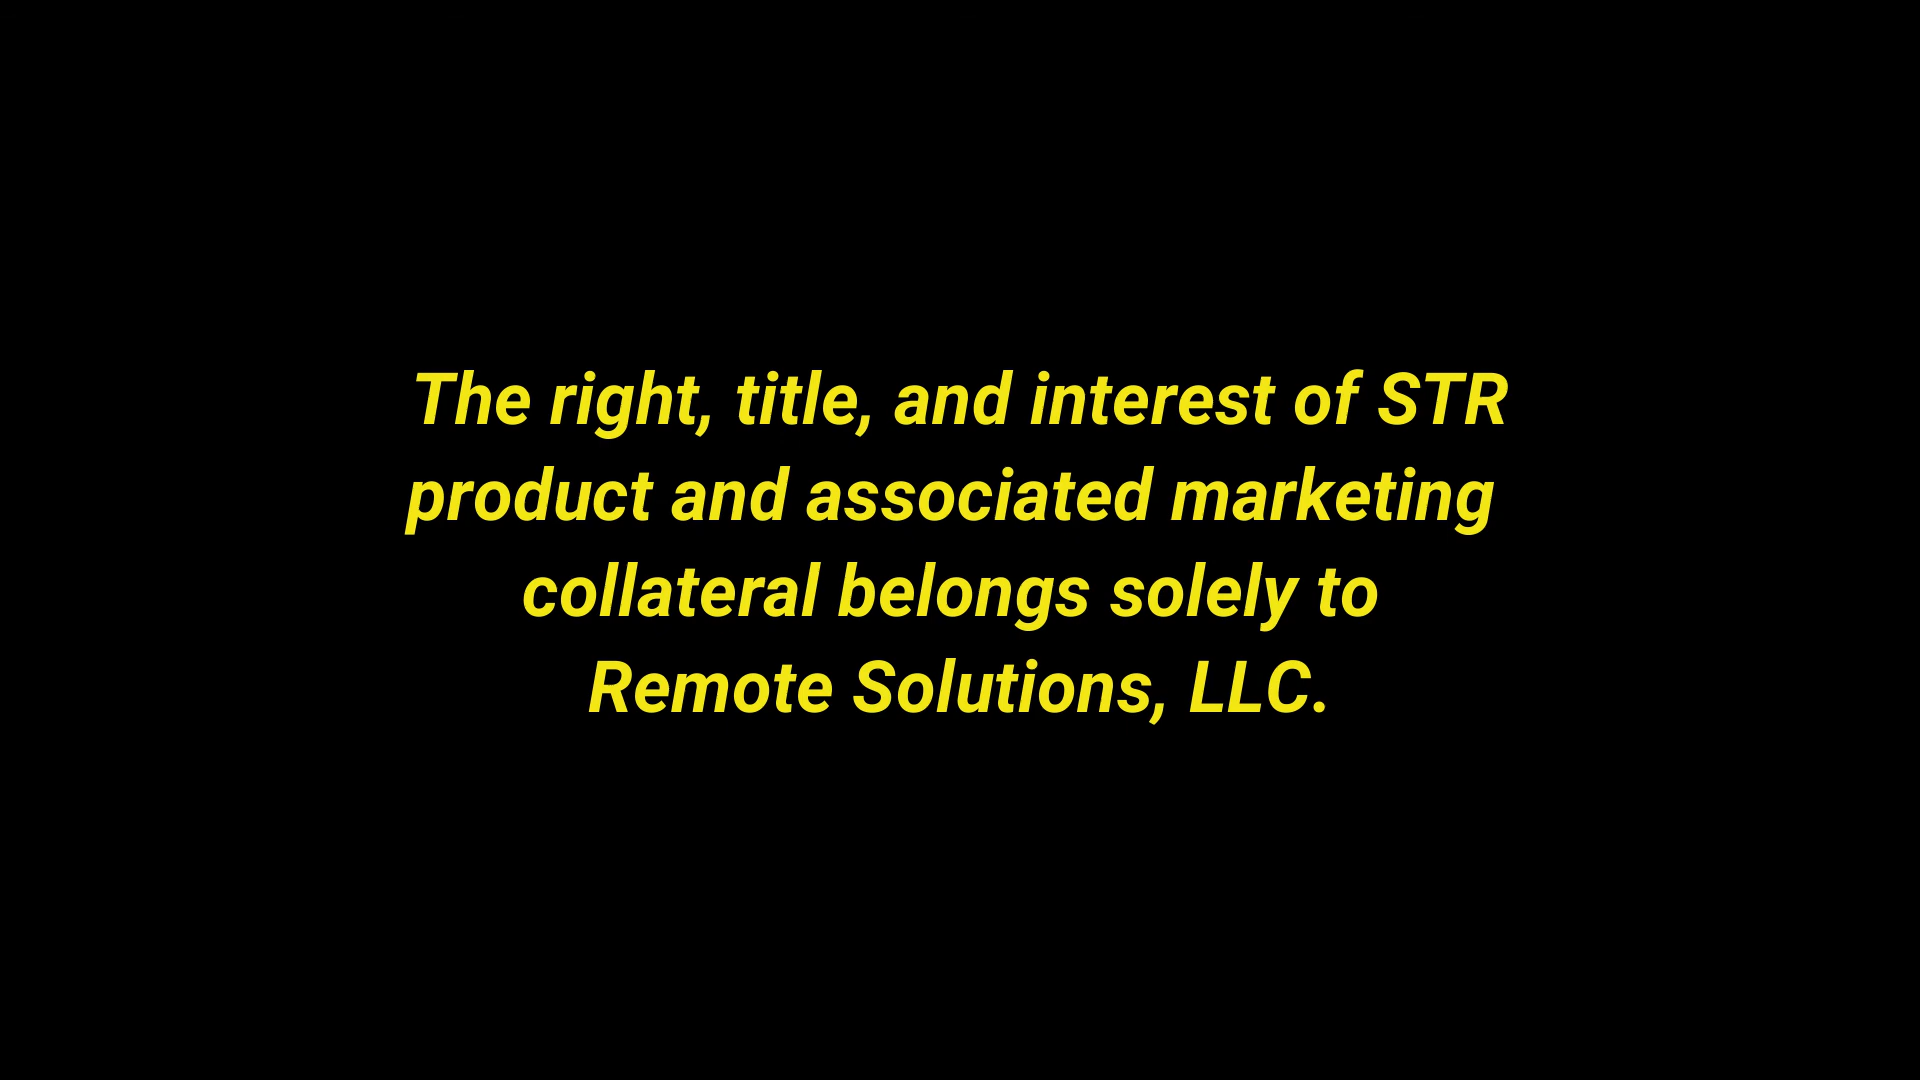 The right, title, and interest of STR
product and associated marketing
collateral belongs solely to
Remote Solutions, LLC.